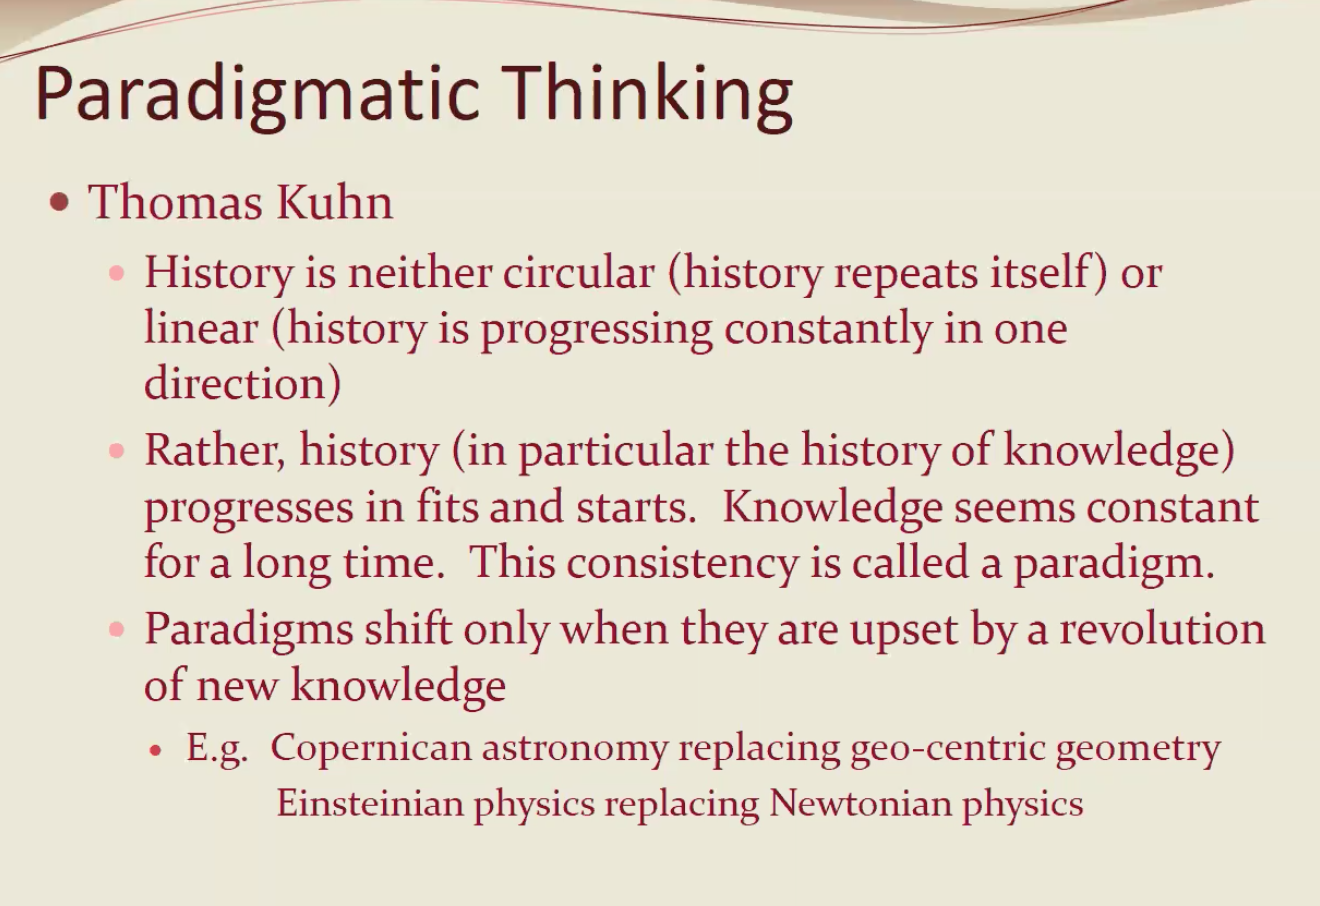 Paradigmatic Thinking
• Thomas Kuhn
• History is neither circular (history repeats itself) or
linear (history is progressing constantly in one
direction)
• Rather, history (in particular the history of knowledge)
progresses in fits and starts.  Knowledge seems constant
for a long time.  This consistency is called a paradigm.
• Paradigms shift only when they are upset by a revolution
of new knowledge
• E.g.  Copernican astronomy replacing geo-centric geometry
Einsteinian physics replacing Newtonian physics